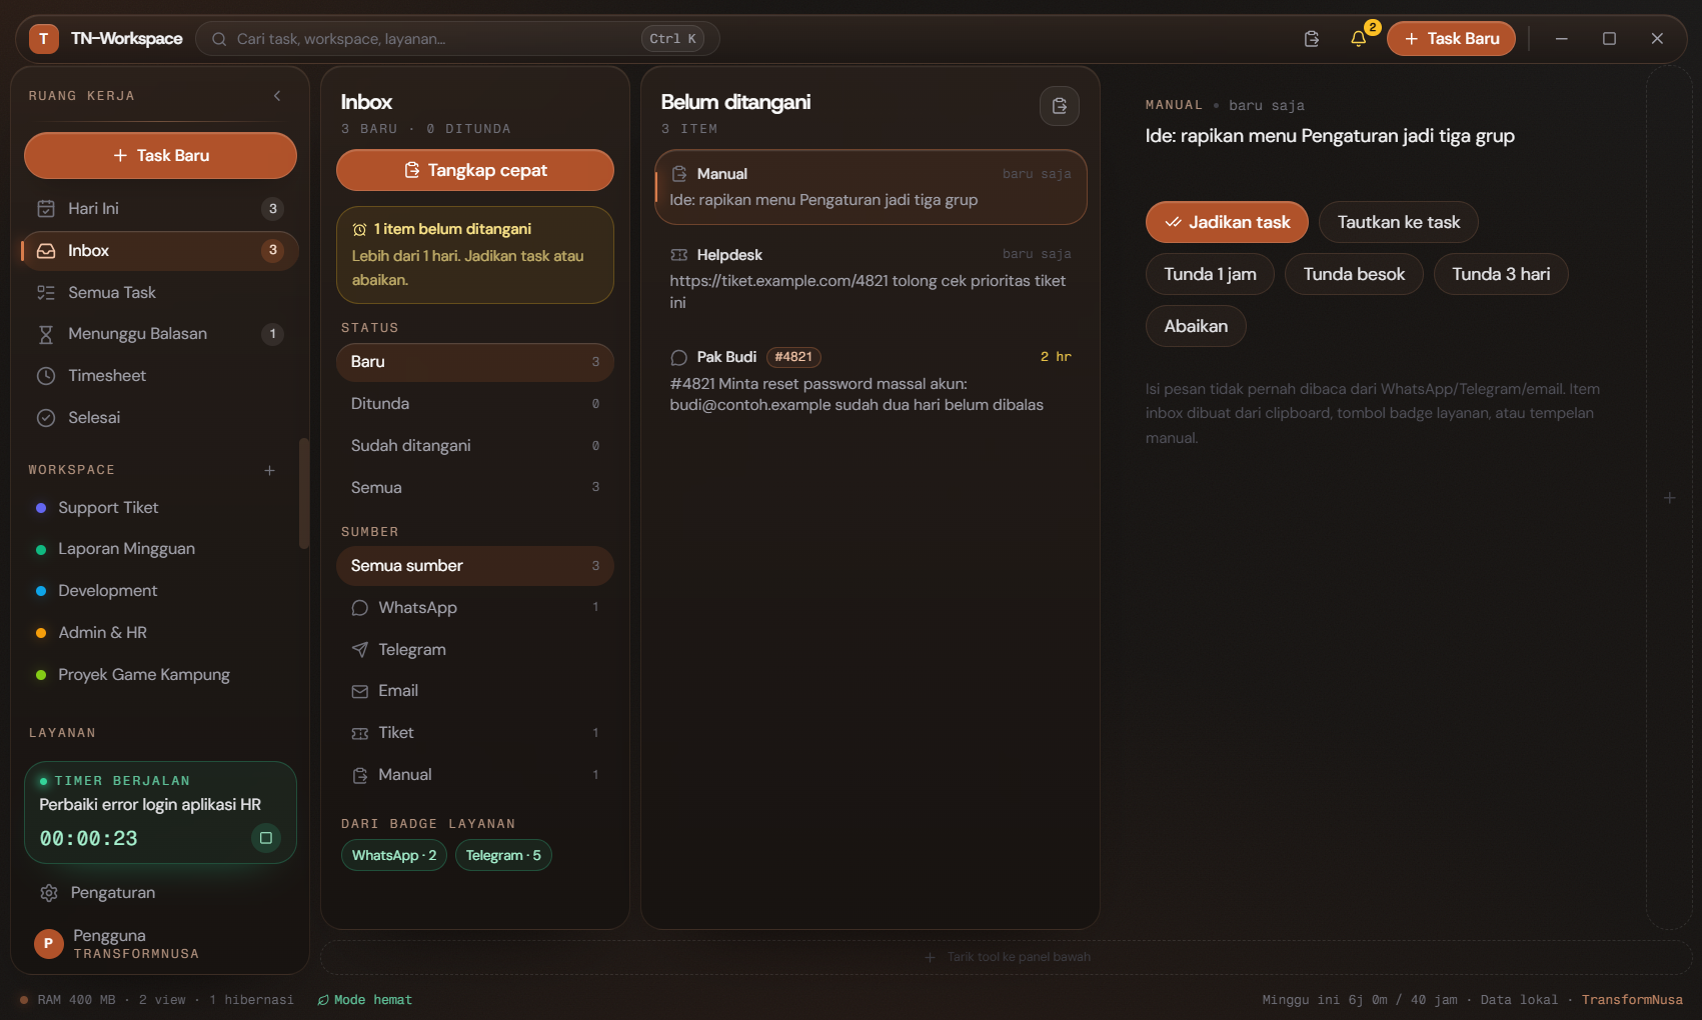 T
TN-Workspace
Cari task, workspace, layanan...
Ctrl K
2
+ Task Baru
RUANG KERJA
+ Task Baru
Hari Ini
3
Inbox
3
Semua Task
Menunggu Balasan
1
Timesheet
Selesai
WORKSPACE
+
Support Tiket
Laporan Mingguan
Development
Admin & HR
Proyek Game Kampung
LAYANAN
TIMER BERJALAN
Perbaiki error login aplikasi HR
00:00:23
Pengaturan
P
Pengguna
TRANSFORMNUSA
Inbox
3 BARU · 0 DITUNDA
Tangkap cepat
1 item belum ditangani
Lebih dari 1 hari. Jadikan task atau
abaikan.
STATUS
Baru
3
Ditunda
0
Sudah ditangani
0
Semua
3
SUMBER
Semua sumber
3
WhatsApp
1
Telegram
Email
Tiket
1
Manual
1
DARI BADGE LAYANAN
WhatsApp · 2
Telegram · 5
Belum ditangani
3 ITEM
Manual
baru saja
Ide: rapikan menu Pengaturan jadi tiga grup
Helpdesk
baru saja
https://tiket.example.com/4821 tolong cek prioritas tiket
ini
Pak Budi
#4821
2 hr
#4821 Minta reset password massal akun:
budi@contoh.example sudah dua hari belum dibalas
MANUAL • baru saja
Ide: rapikan menu Pengaturan jadi tiga grup
Jadikan task
Tautkan ke task
Tunda 1 jam
Tunda besok
Tunda 3 hari
Abaikan
Isi pesan tidak pernah dibaca dari WhatsApp/Telegram/email. Item
inbox dibuat dari clipboard, tombol badge layanan, atau tempelan
manual.
+
+ Tarik tool ke panel bawah
RAM 400 MB · 2 view · 1 hibernasi
Mode hemat
Minggu ini 6j 0m / 40 jam · Data lokal · TransformNusa